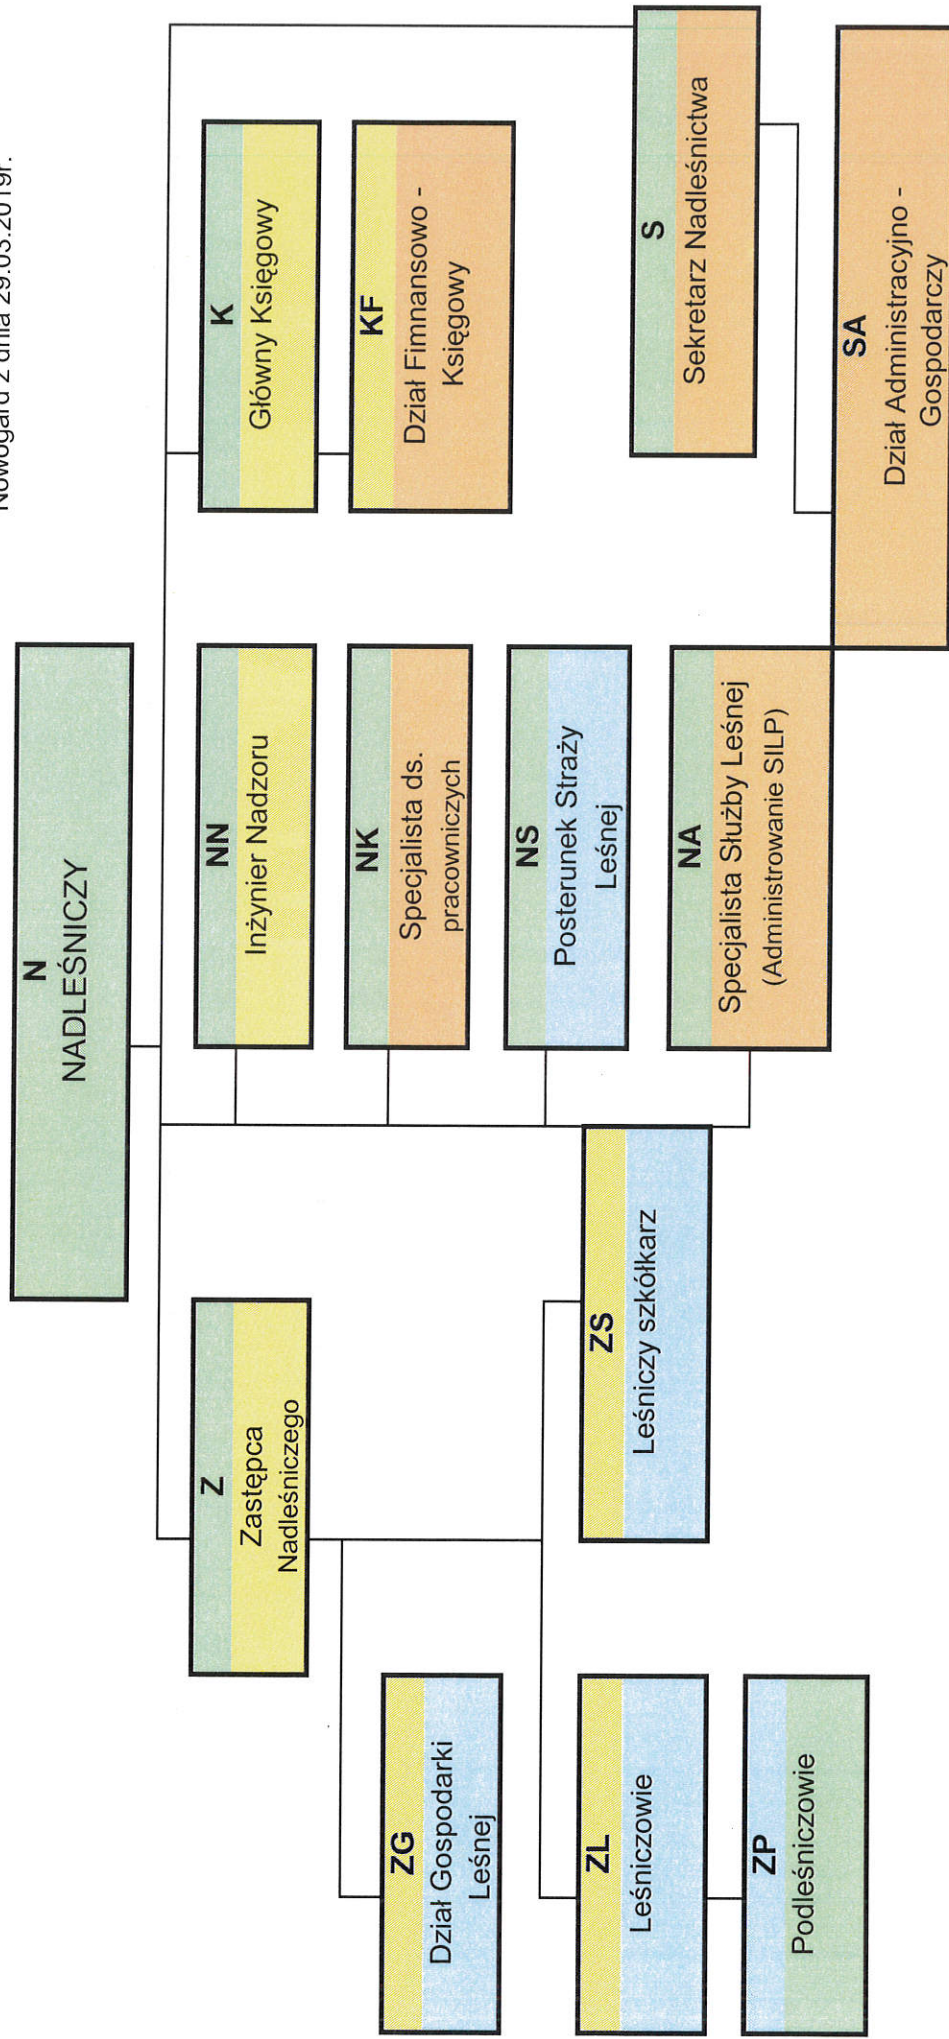 Nowogard z dnia 29.03.2019r.
N
NADLEŚNICZY
Z
Zastępca
Nadleśniczego
NN
Inżynier Nadzoru
K
Główny Księgowy
NK
Specjalista ds.
pracowniczych
KF
Dział Fimnansowo -
Księgowy
ZG
Dział Gospodarki
Leśnej
NS
Posterunek Straży
Leśnej
ZL
Leśniczowie
ZS
Leśniczy szkółkarz
S
Sekretarz Nadleśnictwa
NA
Specjalista Służby Leśnej
(Administrowanie SILP)
ZP
Podleśniczowie
SA
Dział Administracyjno -
Gospodarczy